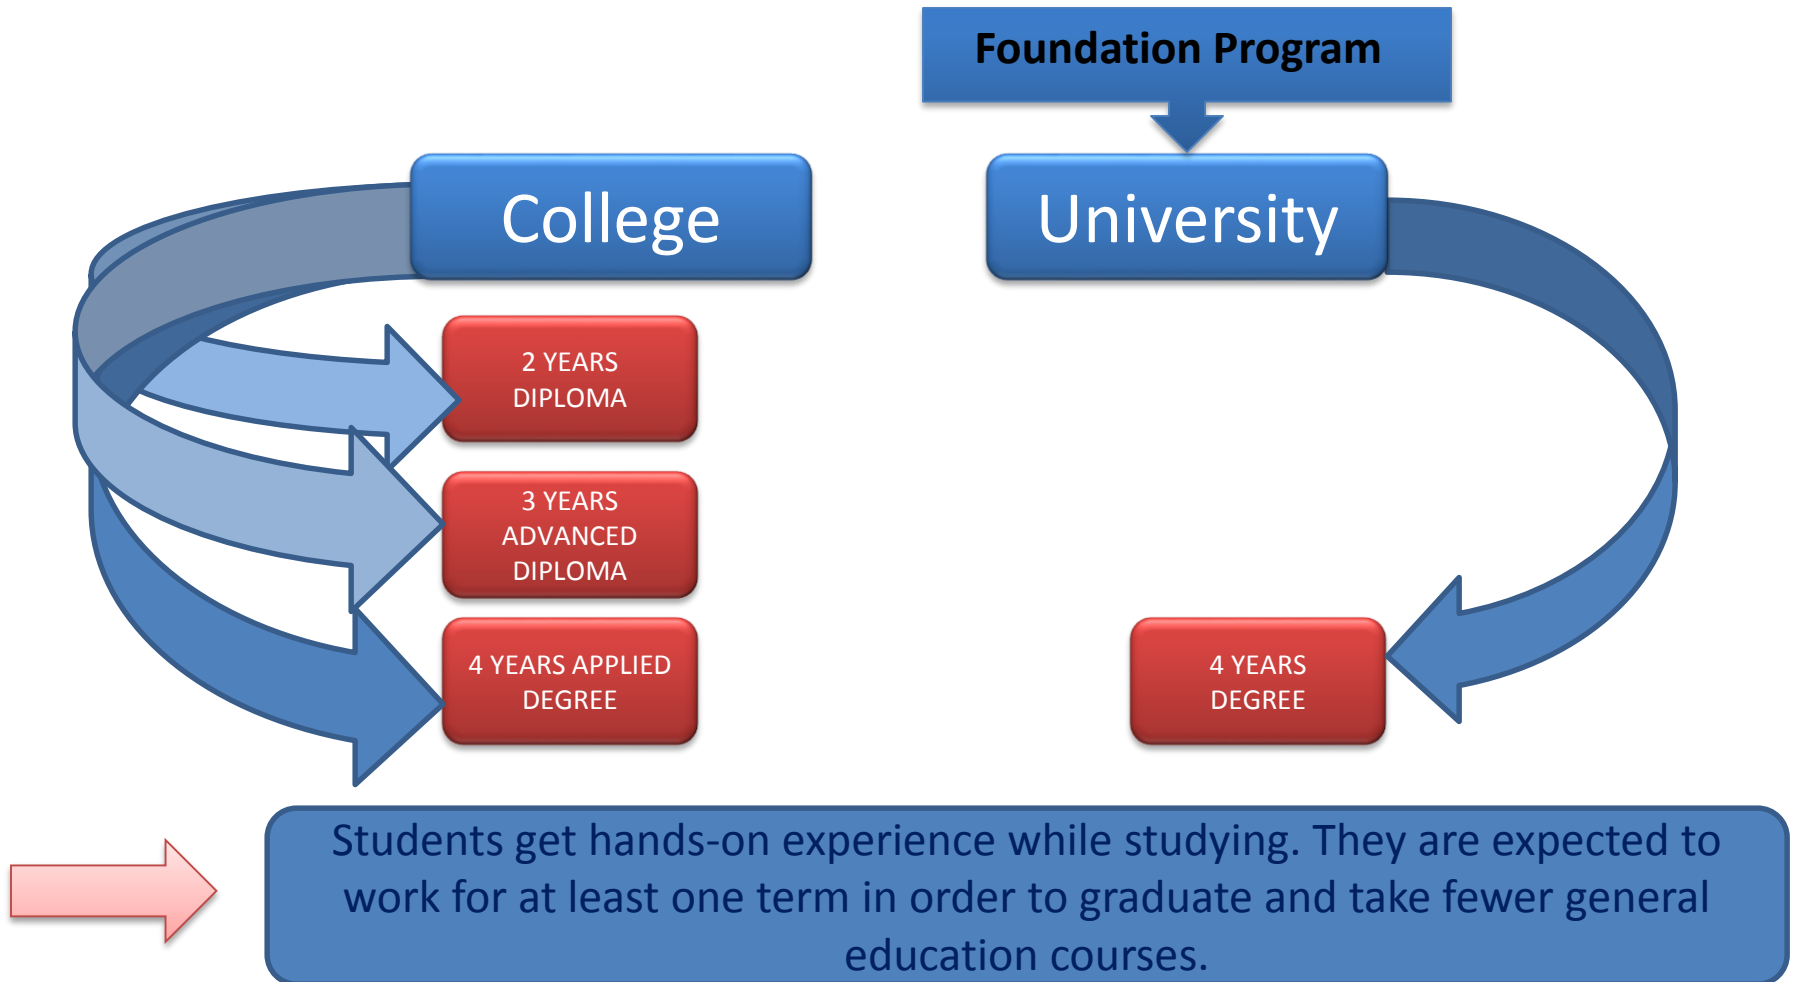 Foundation Program
College
University
2 YEARS
DIPLOMA
3 YEARS
ADVANCED
DIPLOMA
4 YEARS APPLIED
DEGREE
4 YEARS
DEGREE
Students get hands-on experience while studying. They are expected to
work for at least one term in order to graduate and take fewer general
education courses.